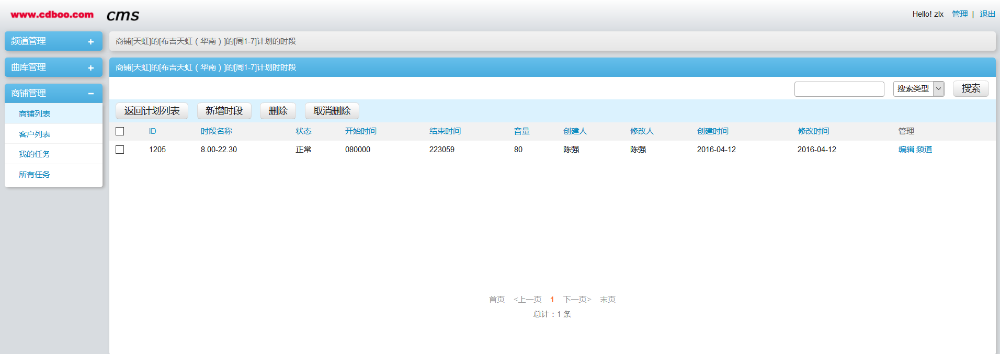 www.cdboo.com cms
Hello! zlx 管理 | 退出
频道管理 +
曲库管理 +
商铺管理 −
商铺列表
客户列表
我的任务
所有任务
商铺[天虹]的[布吉天虹（华南）]的[周1-7]计划的时段
商铺[天虹]的[布吉天虹（华南）]的[周1-7]计划时时段
搜索类型 搜索
返回计划列表 新增时段 删除 取消删除
ID 时段名称 状态 开始时间 结束时间 音量 创建人 修改人 创建时间 修改时间 管理
1205 8.00-22.30 正常 080000 223059 80 陈强 陈强 2016-04-12 2016-04-12 编辑 频道
首页 <上一页 1 下一页> 末页
总计：1 条